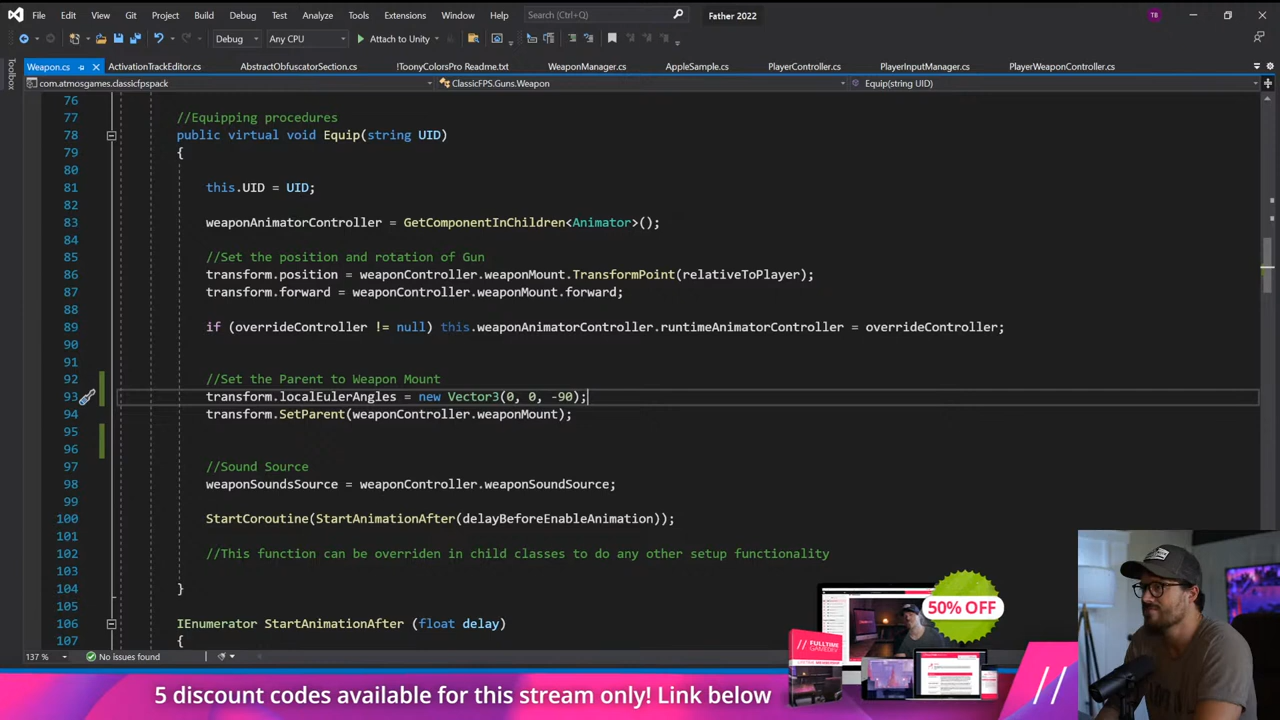 File Edit View Git Project Build Debug Test Analyze Tools Extensions Window Help Search (Ctrl+Q) Father 2022 TB
Debug Any CPU Attach to Unity
Toolbox
Weapon.cs ActivationTrackEditor.cs AbstractObfuscatorSection.cs !ToonyColorsPro Readme.txt WeaponManager.cs AppleSample.cs PlayerController.cs PlayerInputManager.cs PlayerWeaponController.cs
com.atmosgames.classicfpspack ClassicFPS.Guns.Weapon Equip(string UID)
76
77 //Equipping procedures
78 public virtual void Equip(string UID)
79 {
80
81 this.UID = UID;
82
83 weaponAnimatorController = GetComponentInChildren<Animator>();
84
85 //Set the position and rotation of Gun
86 transform.position = weaponController.weaponMount.TransformPoint(relativeToPlayer);
87 transform.forward = weaponController.weaponMount.forward;
88
89 if (overrideController != null) this.weaponAnimatorController.runtimeAnimatorController = overrideController;
90
91
92 //Set the Parent to Weapon Mount
93 transform.localEulerAngles = new Vector3(0, 0, -90);
94 transform.SetParent(weaponController.weaponMount);
95
96
97 //Sound Source
98 weaponSoundsSource = weaponController.weaponSoundSource;
99
100 StartCoroutine(StartAnimationAfter(delayBeforeEnableAnimation));
101
102 //This function can be overriden in child classes to do any other setup functionality
103
104 }
105
106 IEnumerator StartAnimationAfter (float delay)
107 {
137 % No issues found
50% OFF
// FULLTIME
GAMEDEV
5 discount codes available for this stream only! Link below
//